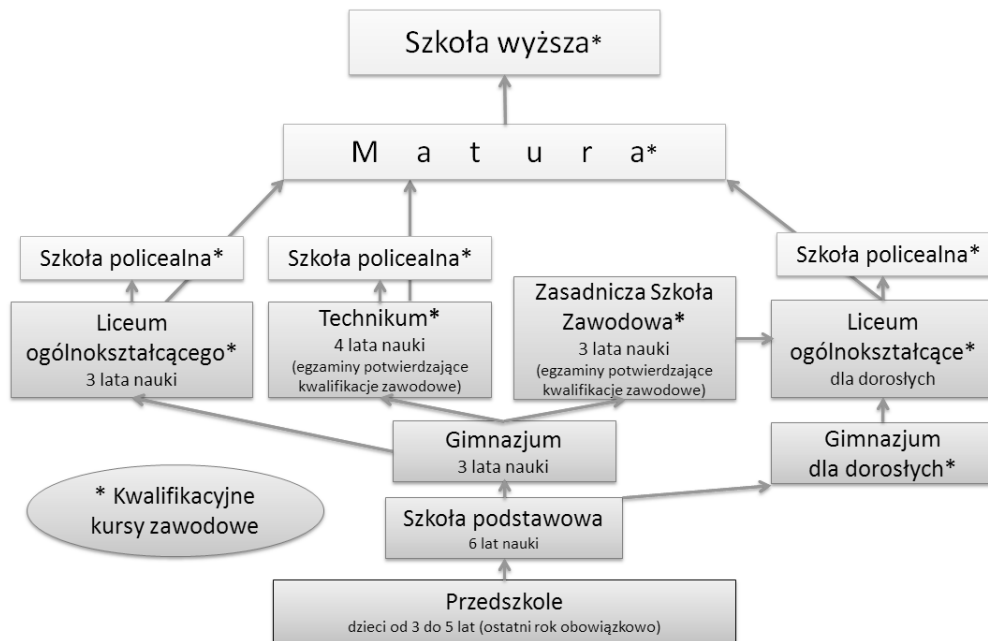 Szkoła wyższa*
M a t u r a*
Szkoła policealna*
Szkoła policealna*
Szkoła policealna*
Liceum
ogólnokształcącego*
3 lata nauki
Technikum*
4 lata nauki
(egzaminy potwierdzające
kwalifikacje zawodowe)
Zasadnicza Szkoła
Zawodowa*
3 lata nauki
(egzaminy potwierdzające
kwalifikacje zawodowe)
Liceum
ogólnokształcące*
dla dorosłych
Gimnazjum
3 lata nauki
Gimnazjum
dla dorosłych*
* Kwalifikacyjne
kursy zawodowe
Szkoła podstawowa
6 lat nauki
Przedszkole
dzieci od 3 do 5 lat (ostatni rok obowiązkowo)